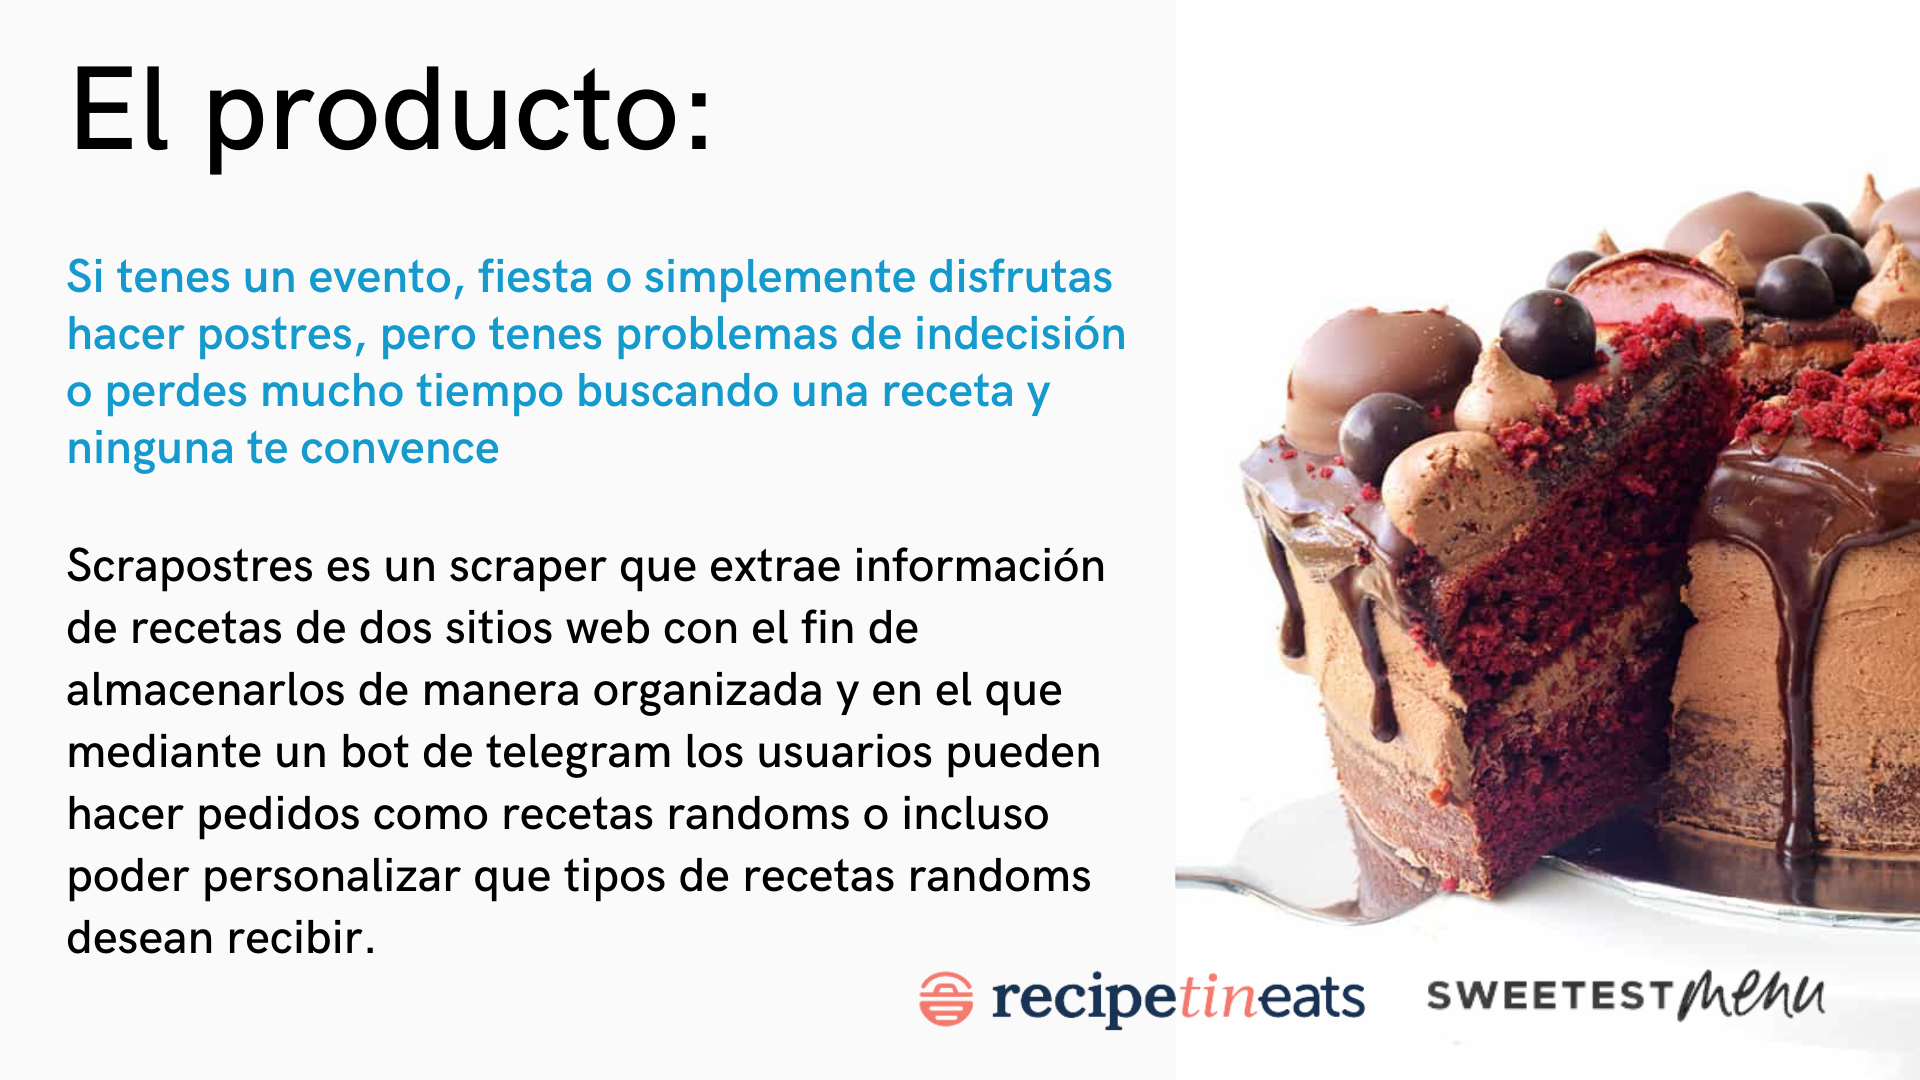 El producto:
Si tenes un evento, fiesta o simplemente disfrutas
hacer postres, pero tenes problemas de indecisión
o perdes mucho tiempo buscando una receta y
ninguna te convence
Scrapostres es un scraper que extrae información
de recetas de dos sitios web con el fin de
almacenarlos de manera organizada y en el que
mediante un bot de telegram los usuarios pueden
hacer pedidos como recetas randoms o incluso
poder personalizar que tipos de recetas randoms
desean recibir.
recipetineats
SWEETEST menu